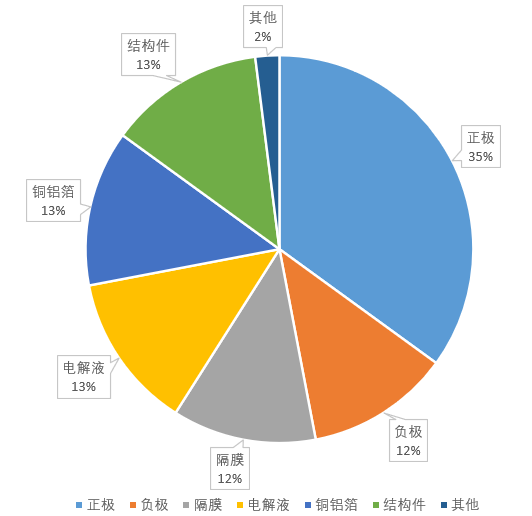 其他
2%
结构件
13%
正极
35%
铜铝箔
13%
电解液
13%
负极
12%
隔膜
12%
正极 负极 隔膜 电解液 铜铝箔 结构件 其他